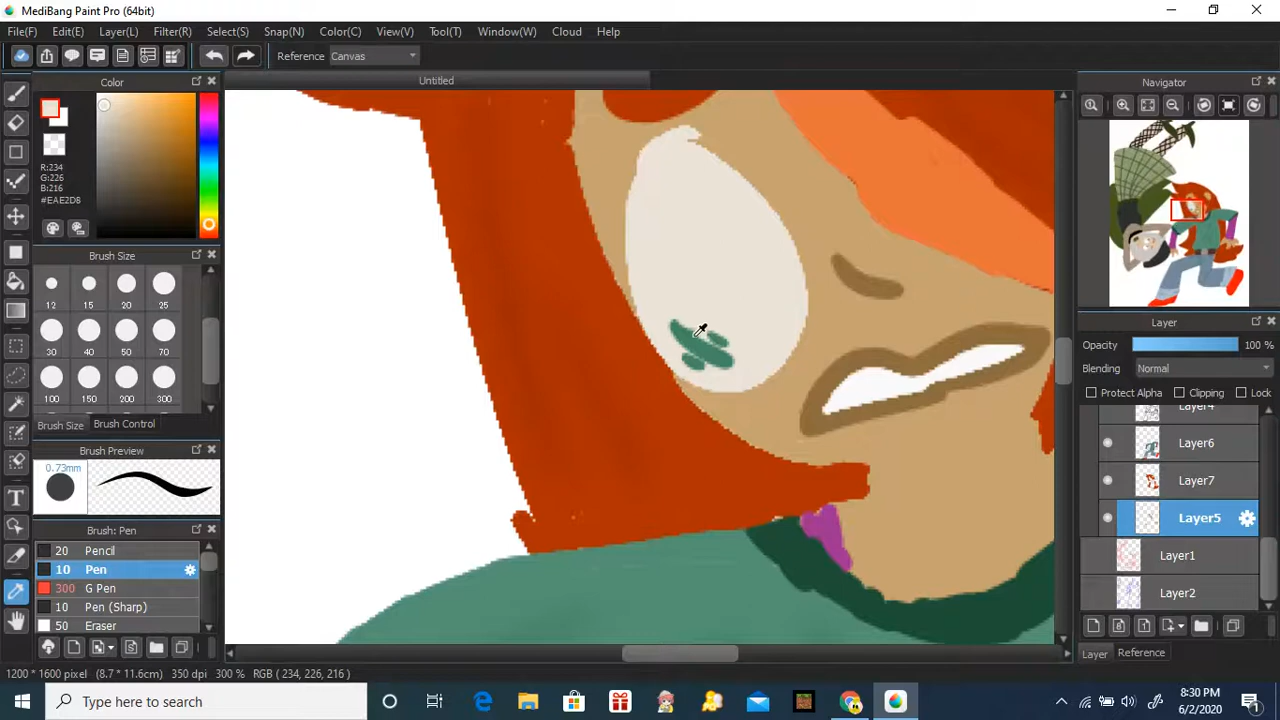 MediBang Paint Pro (64bit)
File(F) Edit(E) Layer(L) Filter(R) Select(S) Snap(N) Color(C) View(V) Tool(T) Window(W) Cloud Help
Reference Canvas
Color
Untitled
Navigator
R:234
G:226
B:216
#EAE2D8
Brush Size
12 15 20 25
30 40 50 70
100 150 200 300
Brush Size Brush Control
Brush Preview
0.73mm
Brush: Pen
20 Pencil
10 Pen
300 G Pen
10 Pen (Sharp)
50 Eraser
Layer
Opacity 100 %
Blending Normal
Protect Alpha Clipping Lock
Layer4
Layer6
Layer7
Layer5
Layer1
Layer2
Layer Reference
1200 * 1600 pixel (8.7 * 11.6cm) 350 dpi 300 % RGB ( 234, 226, 216 )
Type here to search
8:30 PM
6/2/2020